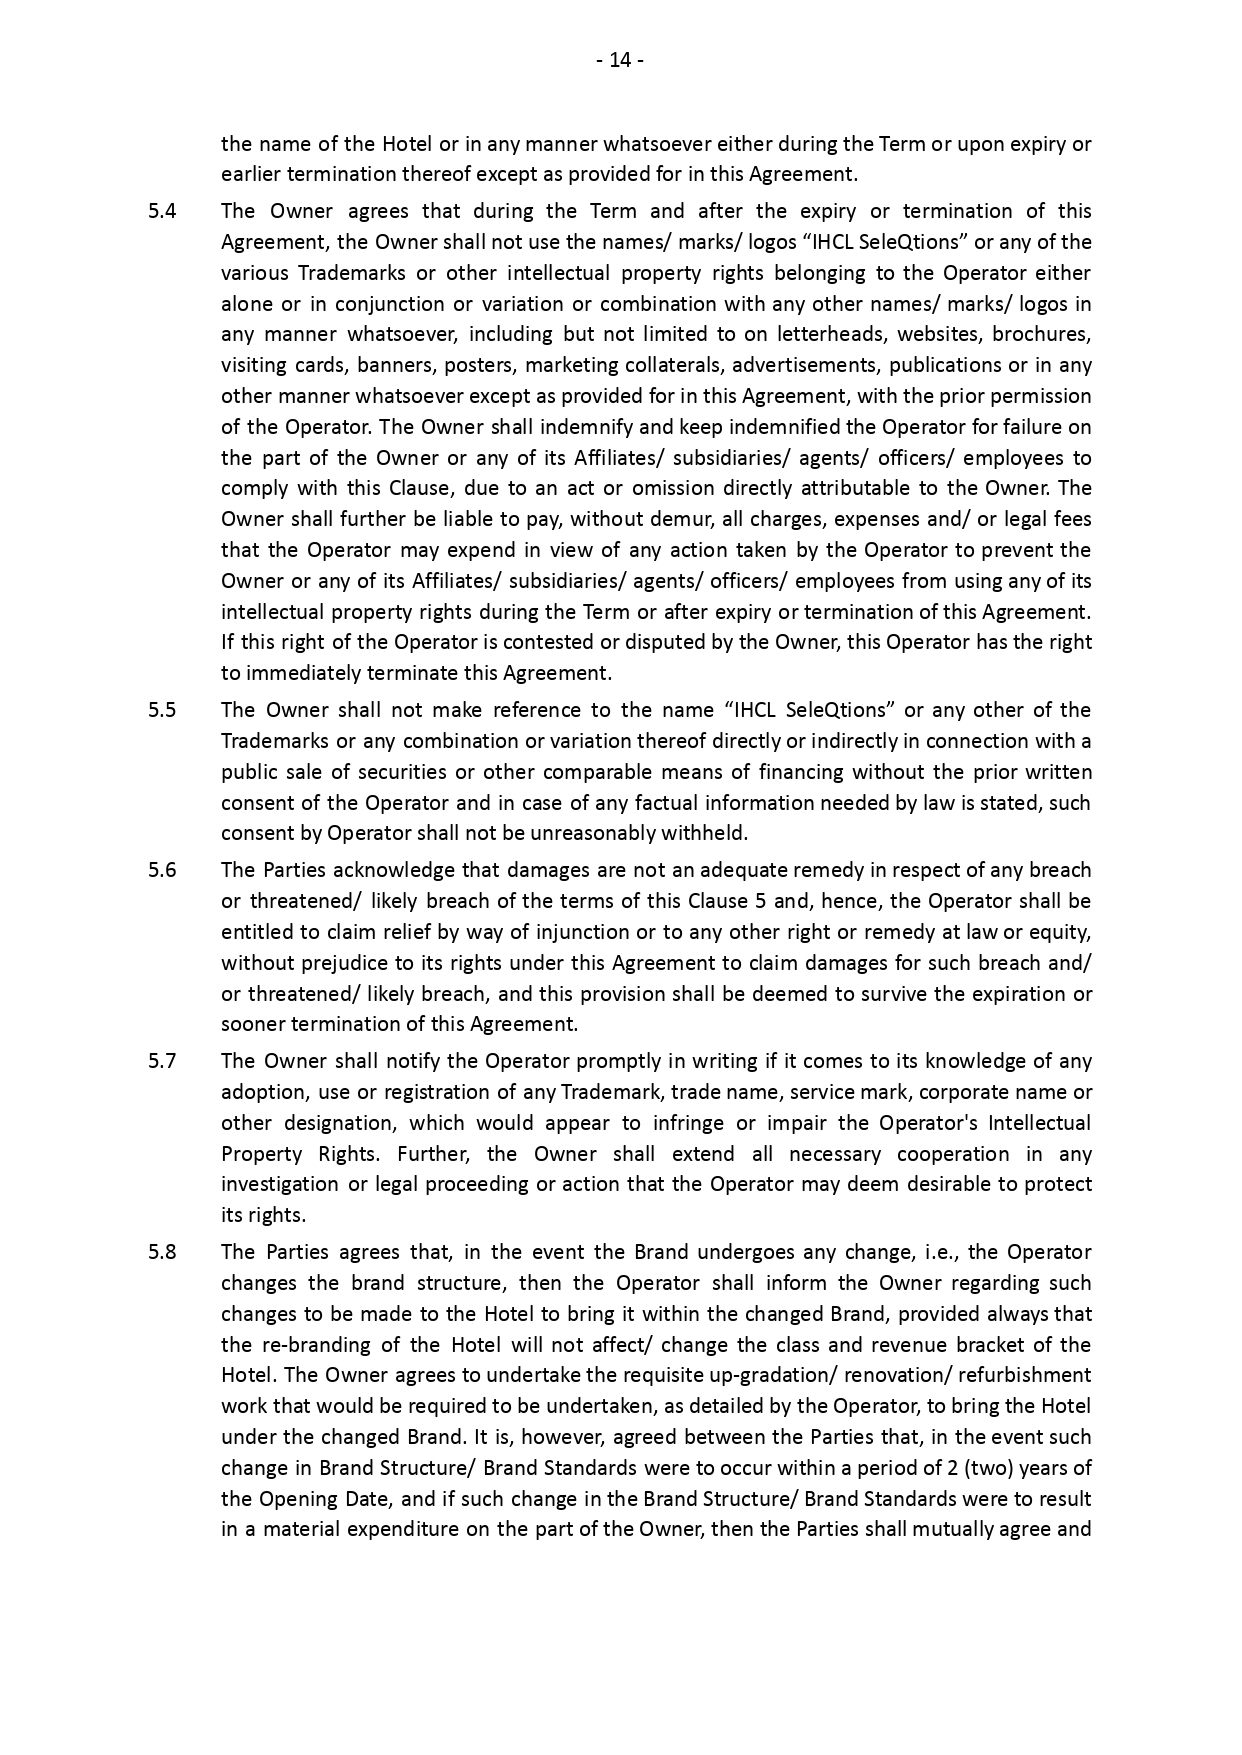 - 14 -
the name of the Hotel or in any manner whatsoever either during the Term or upon expiry or
earlier termination thereof except as provided for in this Agreement.
5.4 The Owner agrees that during the Term and after the expiry or termination of this
Agreement, the Owner shall not use the names/ marks/ logos “IHCL SeleQtions” or any of the
various Trademarks or other intellectual property rights belonging to the Operator either
alone or in conjunction or variation or combination with any other names/ marks/ logos in
any manner whatsoever, including but not limited to on letterheads, websites, brochures,
visiting cards, banners, posters, marketing collaterals, advertisements, publications or in any
other manner whatsoever except as provided for in this Agreement, with the prior permission
of the Operator. The Owner shall indemnify and keep indemnified the Operator for failure on
the part of the Owner or any of its Affiliates/ subsidiaries/ agents/ officers/ employees to
comply with this Clause, due to an act or omission directly attributable to the Owner. The
Owner shall further be liable to pay, without demur, all charges, expenses and/ or legal fees
that the Operator may expend in view of any action taken by the Operator to prevent the
Owner or any of its Affiliates/ subsidiaries/ agents/ officers/ employees from using any of its
intellectual property rights during the Term or after expiry or termination of this Agreement.
If this right of the Operator is contested or disputed by the Owner, this Operator has the right
to immediately terminate this Agreement.
5.5 The Owner shall not make reference to the name “IHCL SeleQtions” or any other of the
Trademarks or any combination or variation thereof directly or indirectly in connection with a
public sale of securities or other comparable means of financing without the prior written
consent of the Operator and in case of any factual information needed by law is stated, such
consent by Operator shall not be unreasonably withheld.
5.6 The Parties acknowledge that damages are not an adequate remedy in respect of any breach
or threatened/ likely breach of the terms of this Clause 5 and, hence, the Operator shall be
entitled to claim relief by way of injunction or to any other right or remedy at law or equity,
without prejudice to its rights under this Agreement to claim damages for such breach and/
or threatened/ likely breach, and this provision shall be deemed to survive the expiration or
sooner termination of this Agreement.
5.7 The Owner shall notify the Operator promptly in writing if it comes to its knowledge of any
adoption, use or registration of any Trademark, trade name, service mark, corporate name or
other designation, which would appear to infringe or impair the Operator's Intellectual
Property Rights. Further, the Owner shall extend all necessary cooperation in any
investigation or legal proceeding or action that the Operator may deem desirable to protect
its rights.
5.8 The Parties agrees that, in the event the Brand undergoes any change, i.e., the Operator
changes the brand structure, then the Operator shall inform the Owner regarding such
changes to be made to the Hotel to bring it within the changed Brand, provided always that
the re-branding of the Hotel will not affect/ change the class and revenue bracket of the
Hotel. The Owner agrees to undertake the requisite up-gradation/ renovation/ refurbishment
work that would be required to be undertaken, as detailed by the Operator, to bring the Hotel
under the changed Brand. It is, however, agreed between the Parties that, in the event such
change in Brand Structure/ Brand Standards were to occur within a period of 2 (two) years of
the Opening Date, and if such change in the Brand Structure/ Brand Standards were to result
in a material expenditure on the part of the Owner, then the Parties shall mutually agree and